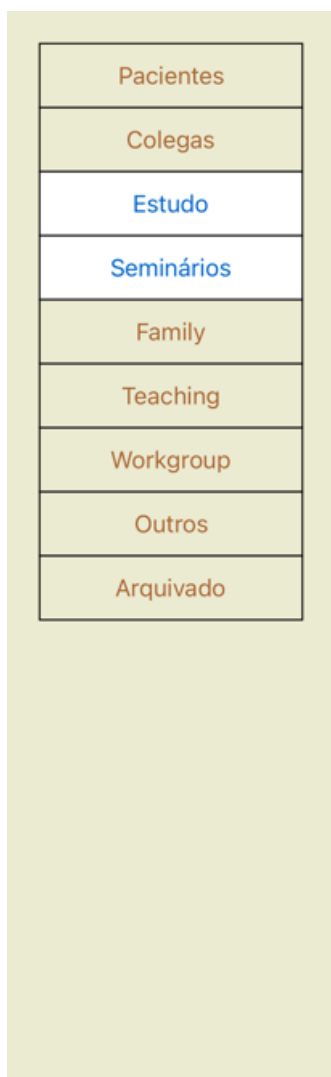 Pacientes
Colegas
Estudo
Seminários
Family
Teaching
Workgroup
Outros
Arquivado